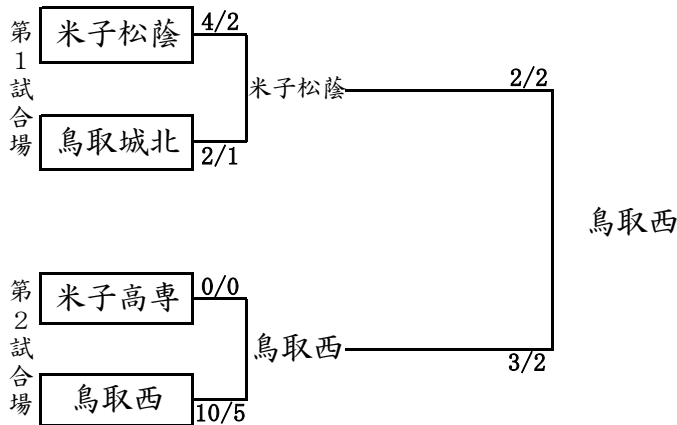 第1試合場
米子松蔭
4/2
鳥取城北
2/1
米子松蔭
2/2
鳥取西
第2試合場
米子高専
0/0
鳥取西
10/5
鳥取西
3/2